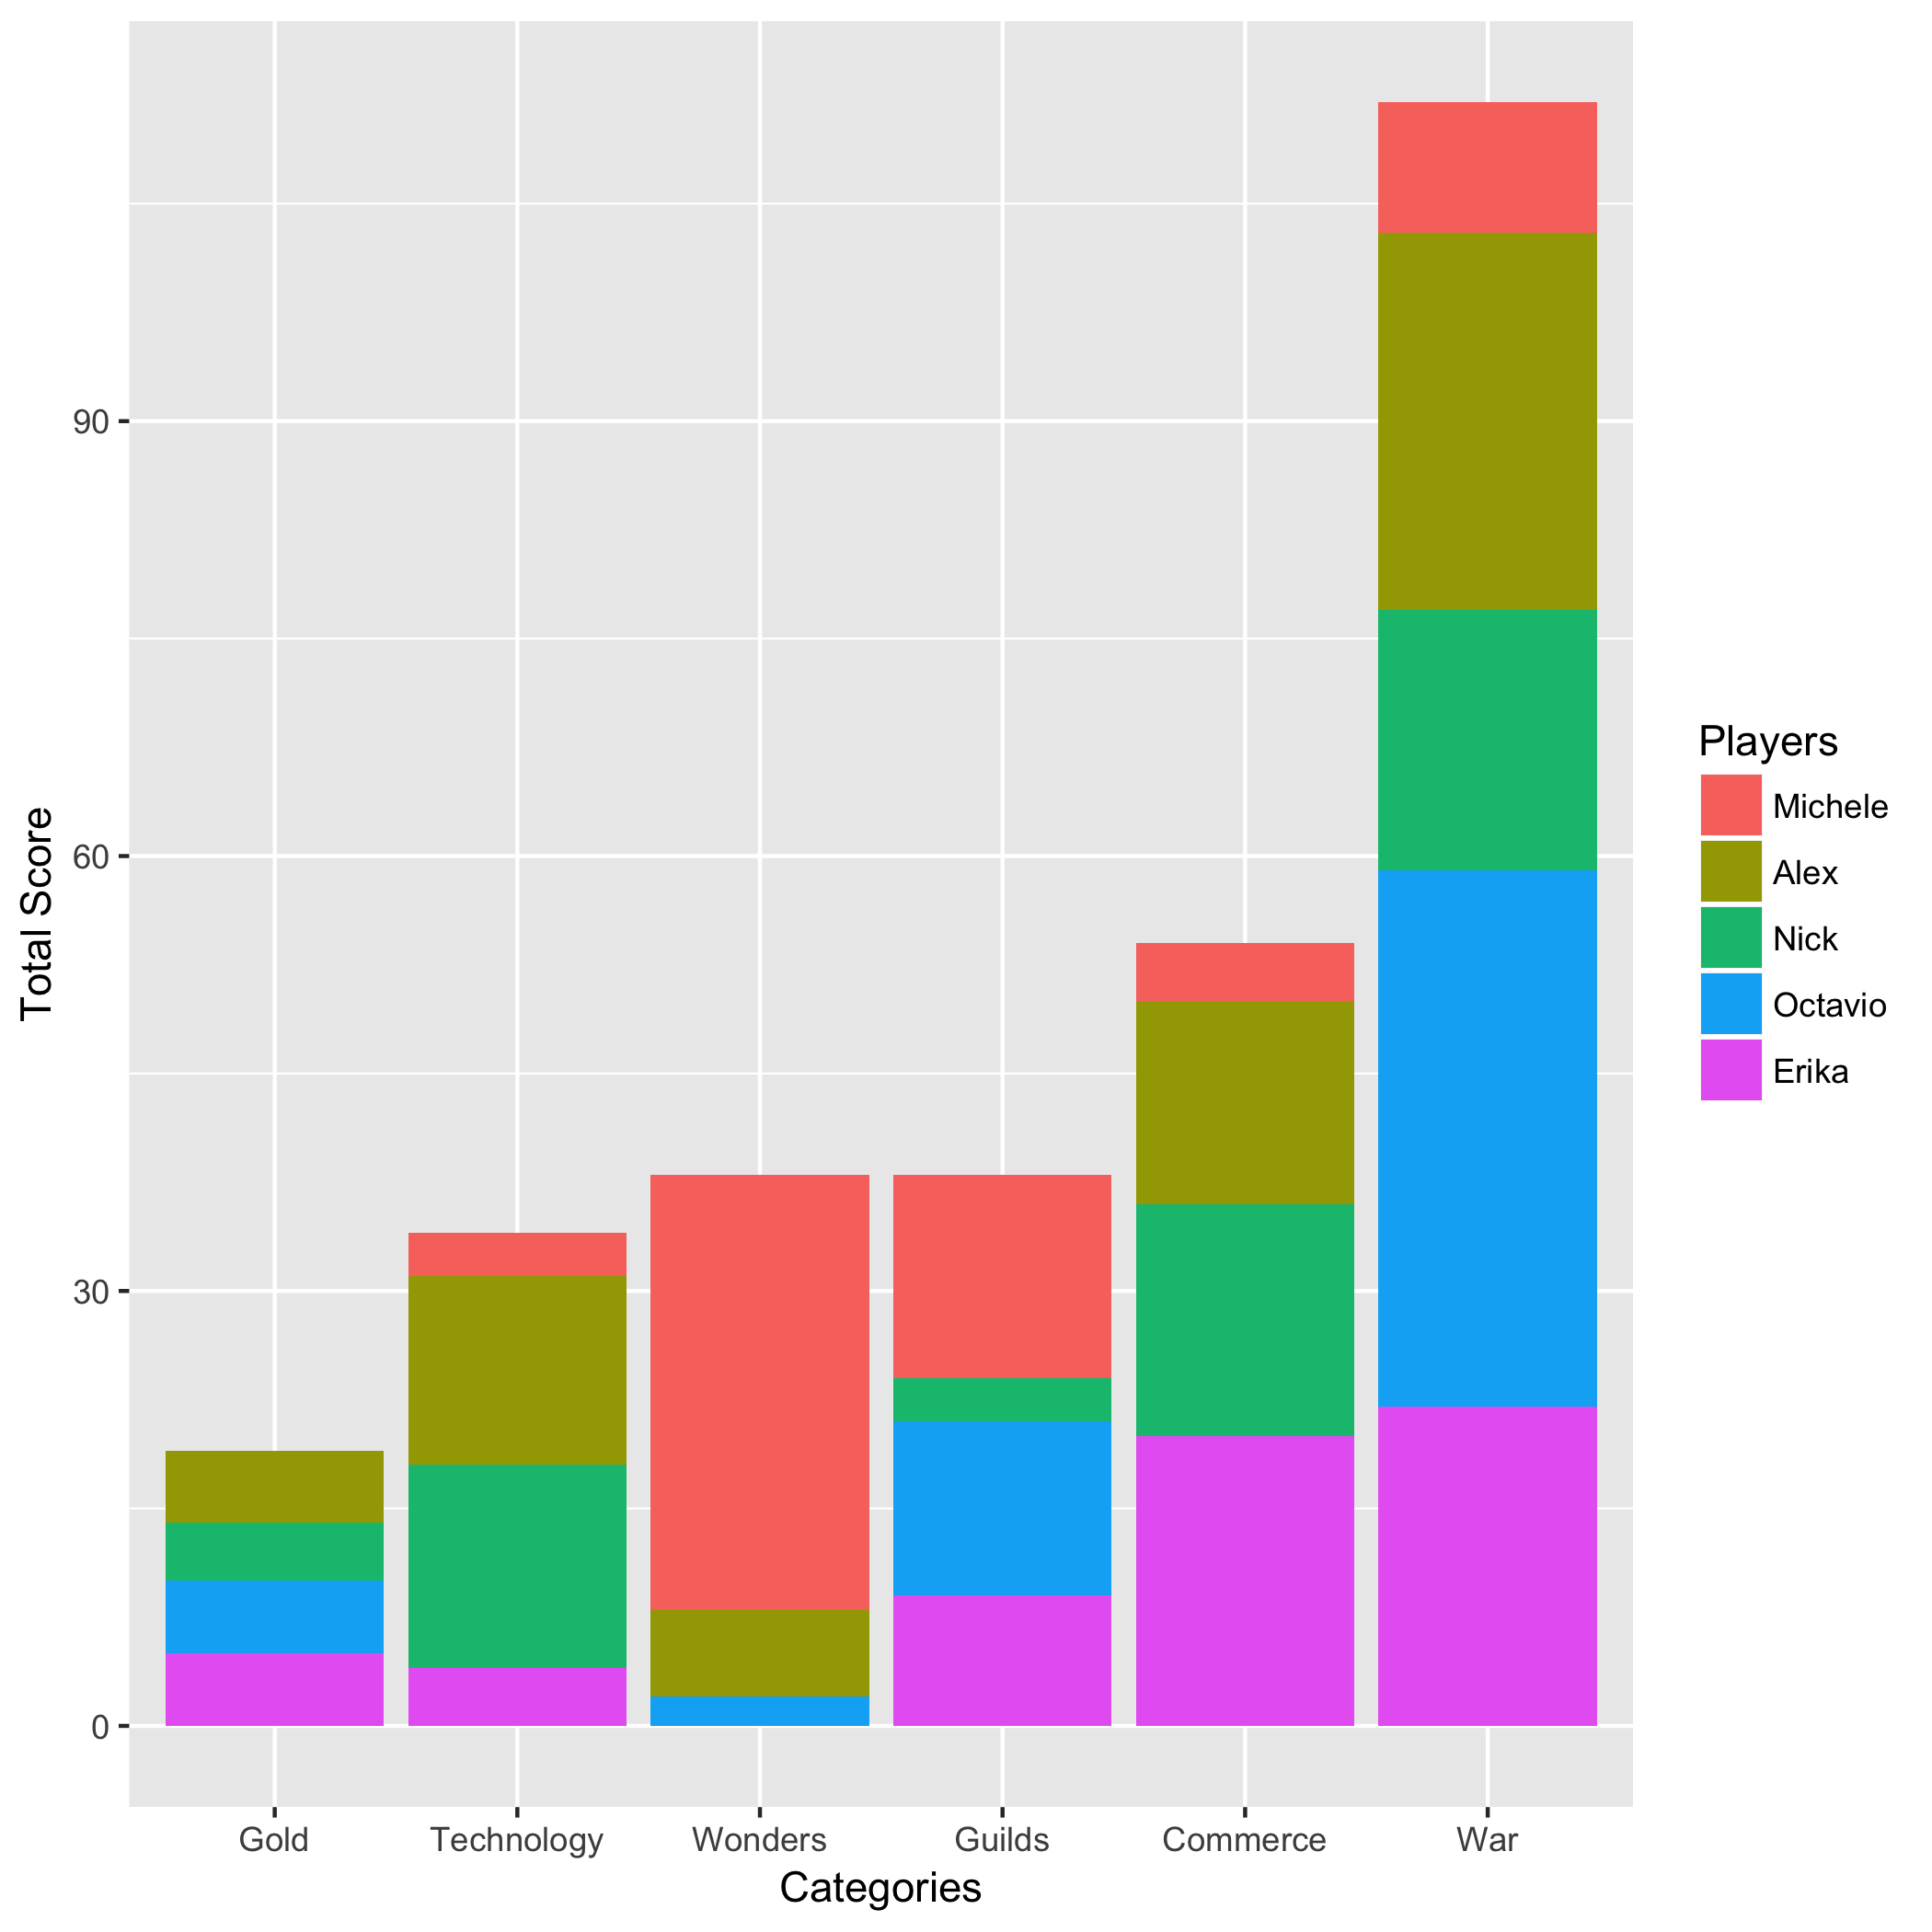 90
60
30
0
Total Score
Gold Technology Wonders Guilds Commerce War
Categories
Players
Michele
Alex
Nick
Octavio
Erika